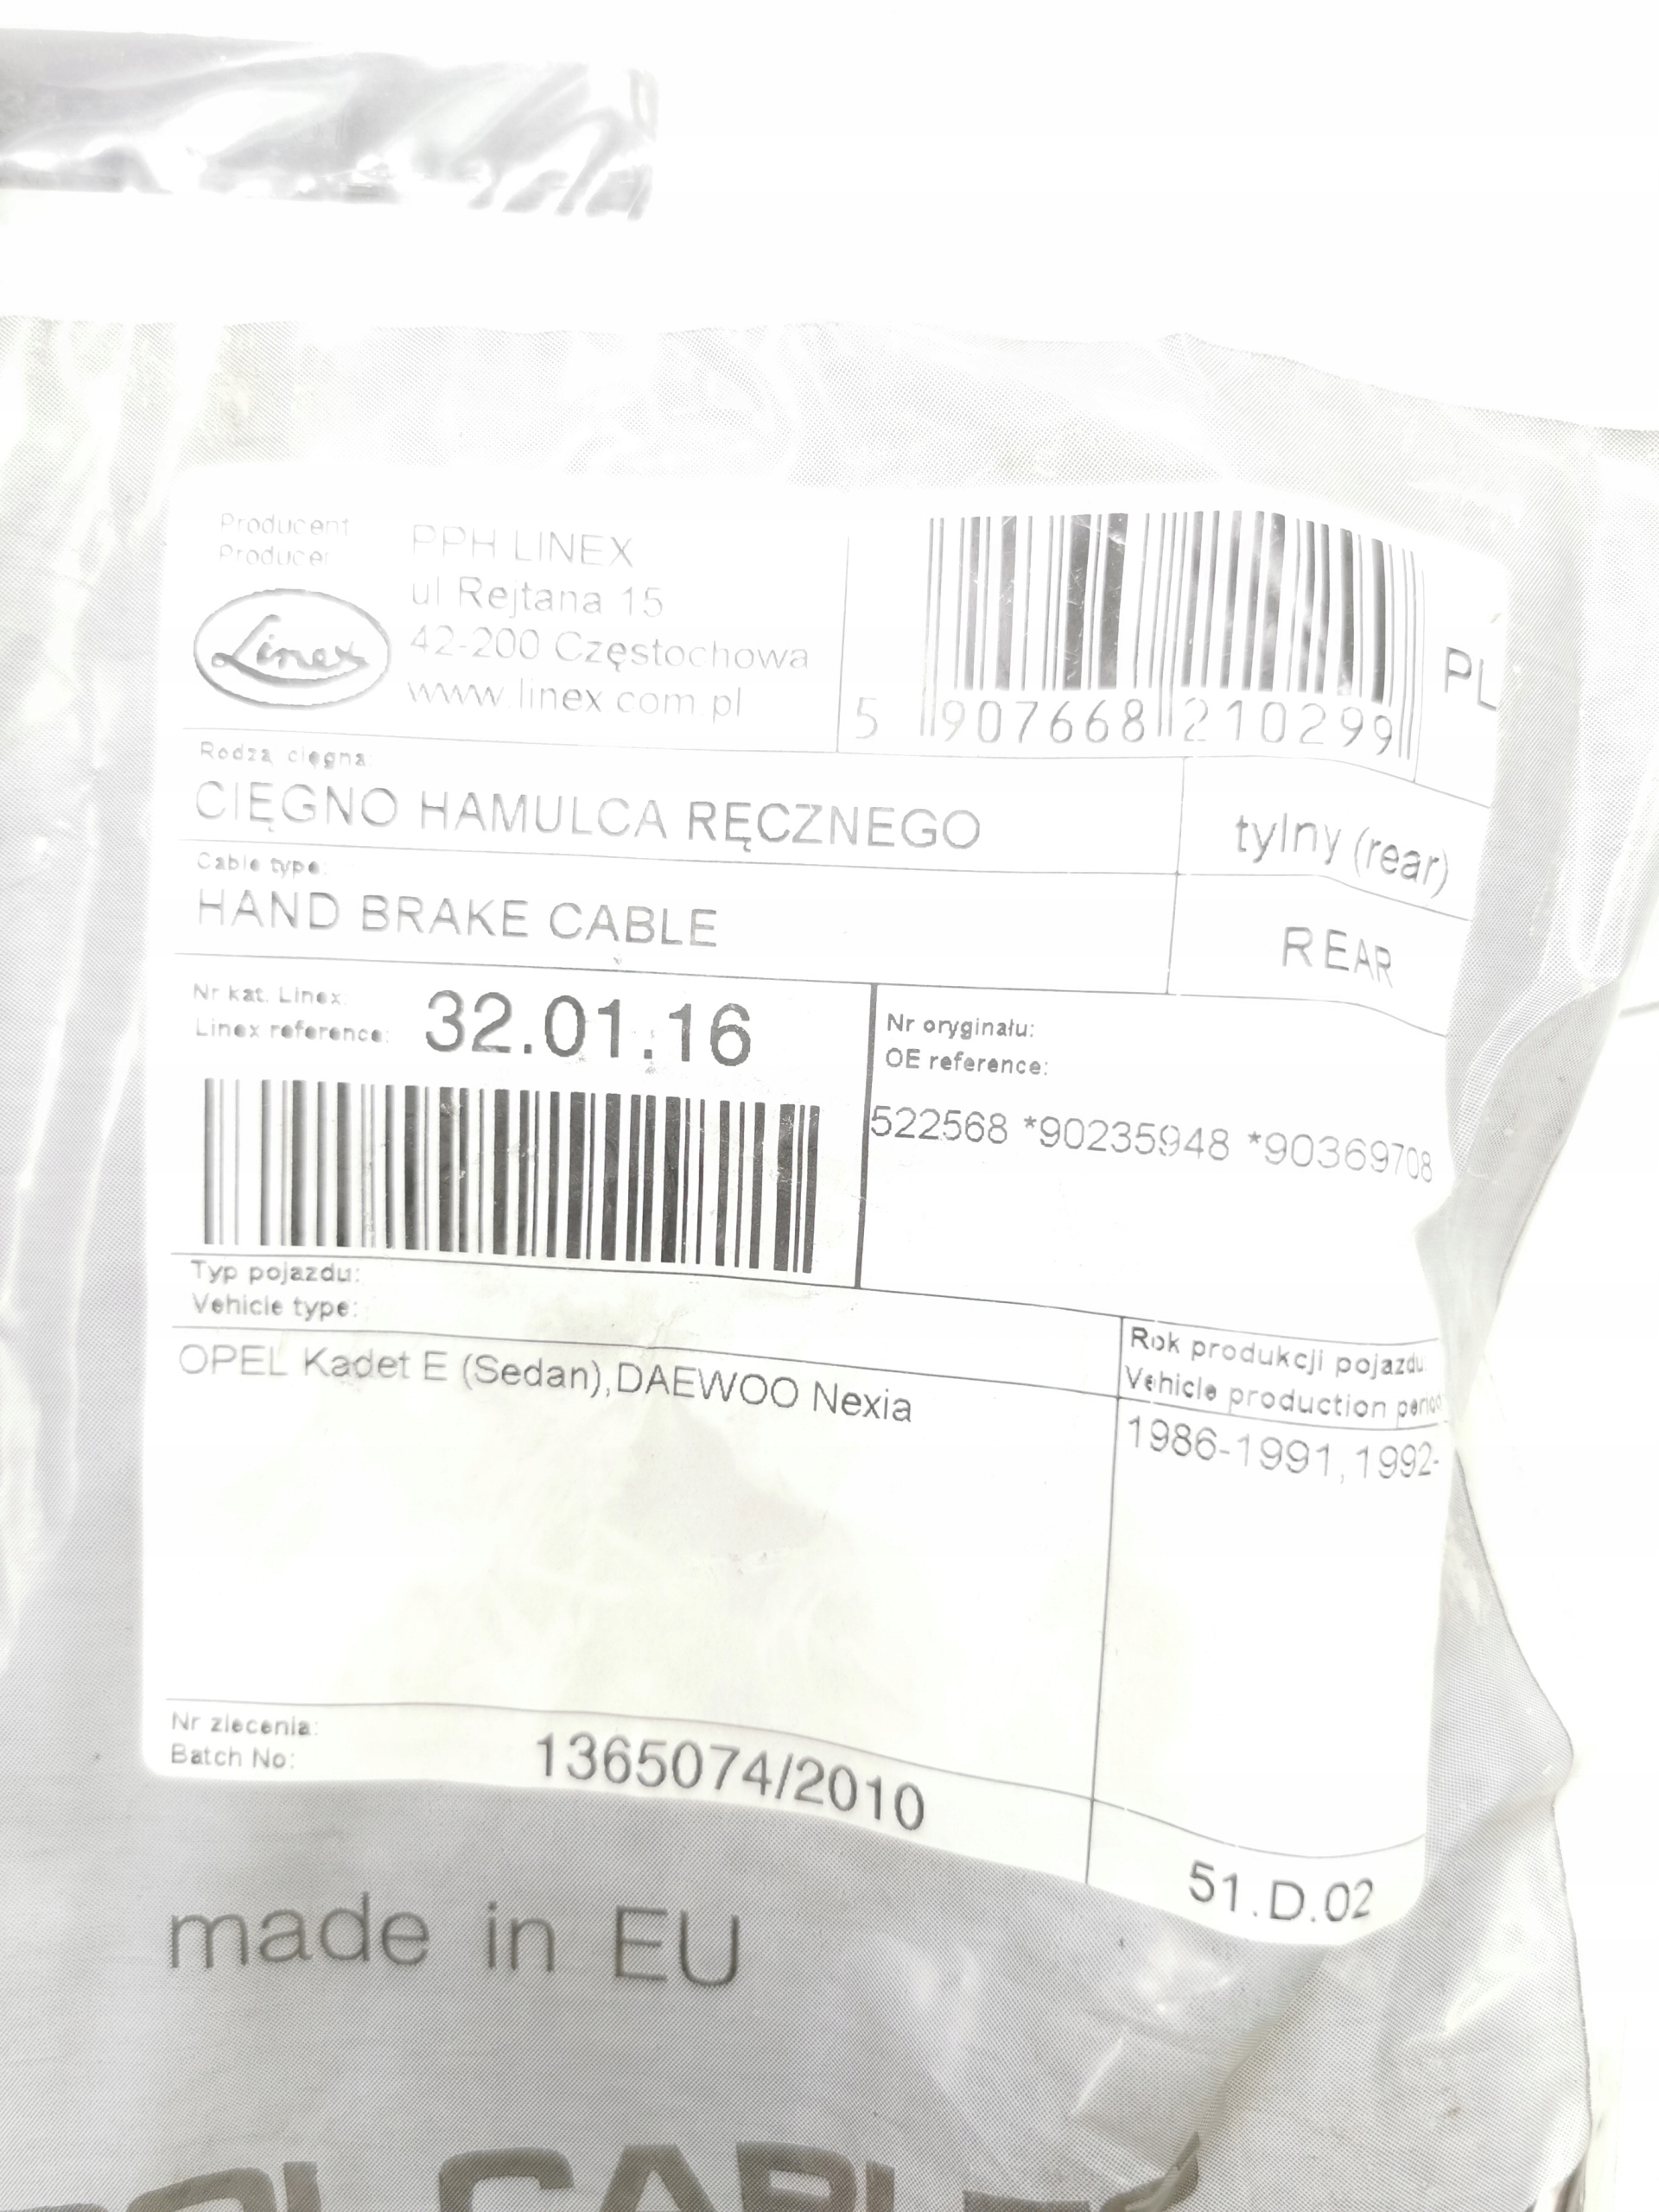 Producent
Producer
PPH LINEX
ul Rejtana 15
42-200 Częstochowa
www.linex.com.pl
Linex
5 907668 210299
PL
Rodza cięgna:
CIĘGNO HAMULCA RĘCZNEGO
tylny (rear)
Cable type:
HAND BRAKE CABLE
REAR
Nr kat. Linex:
Linex reference:
32.01.16
Nr oryginału:
OE reference:
522568 *90235948 *90369708
Typ pojazdu:
Vehicle type:
OPEL Kadet E (Sedan),DAEWOO Nexia
Rok produkcji pojazdu:
Vehicle production
1986-1991, 1992-
Nr zlecenia:
Batch No:
1365074/2010
51.D.02
made in EU